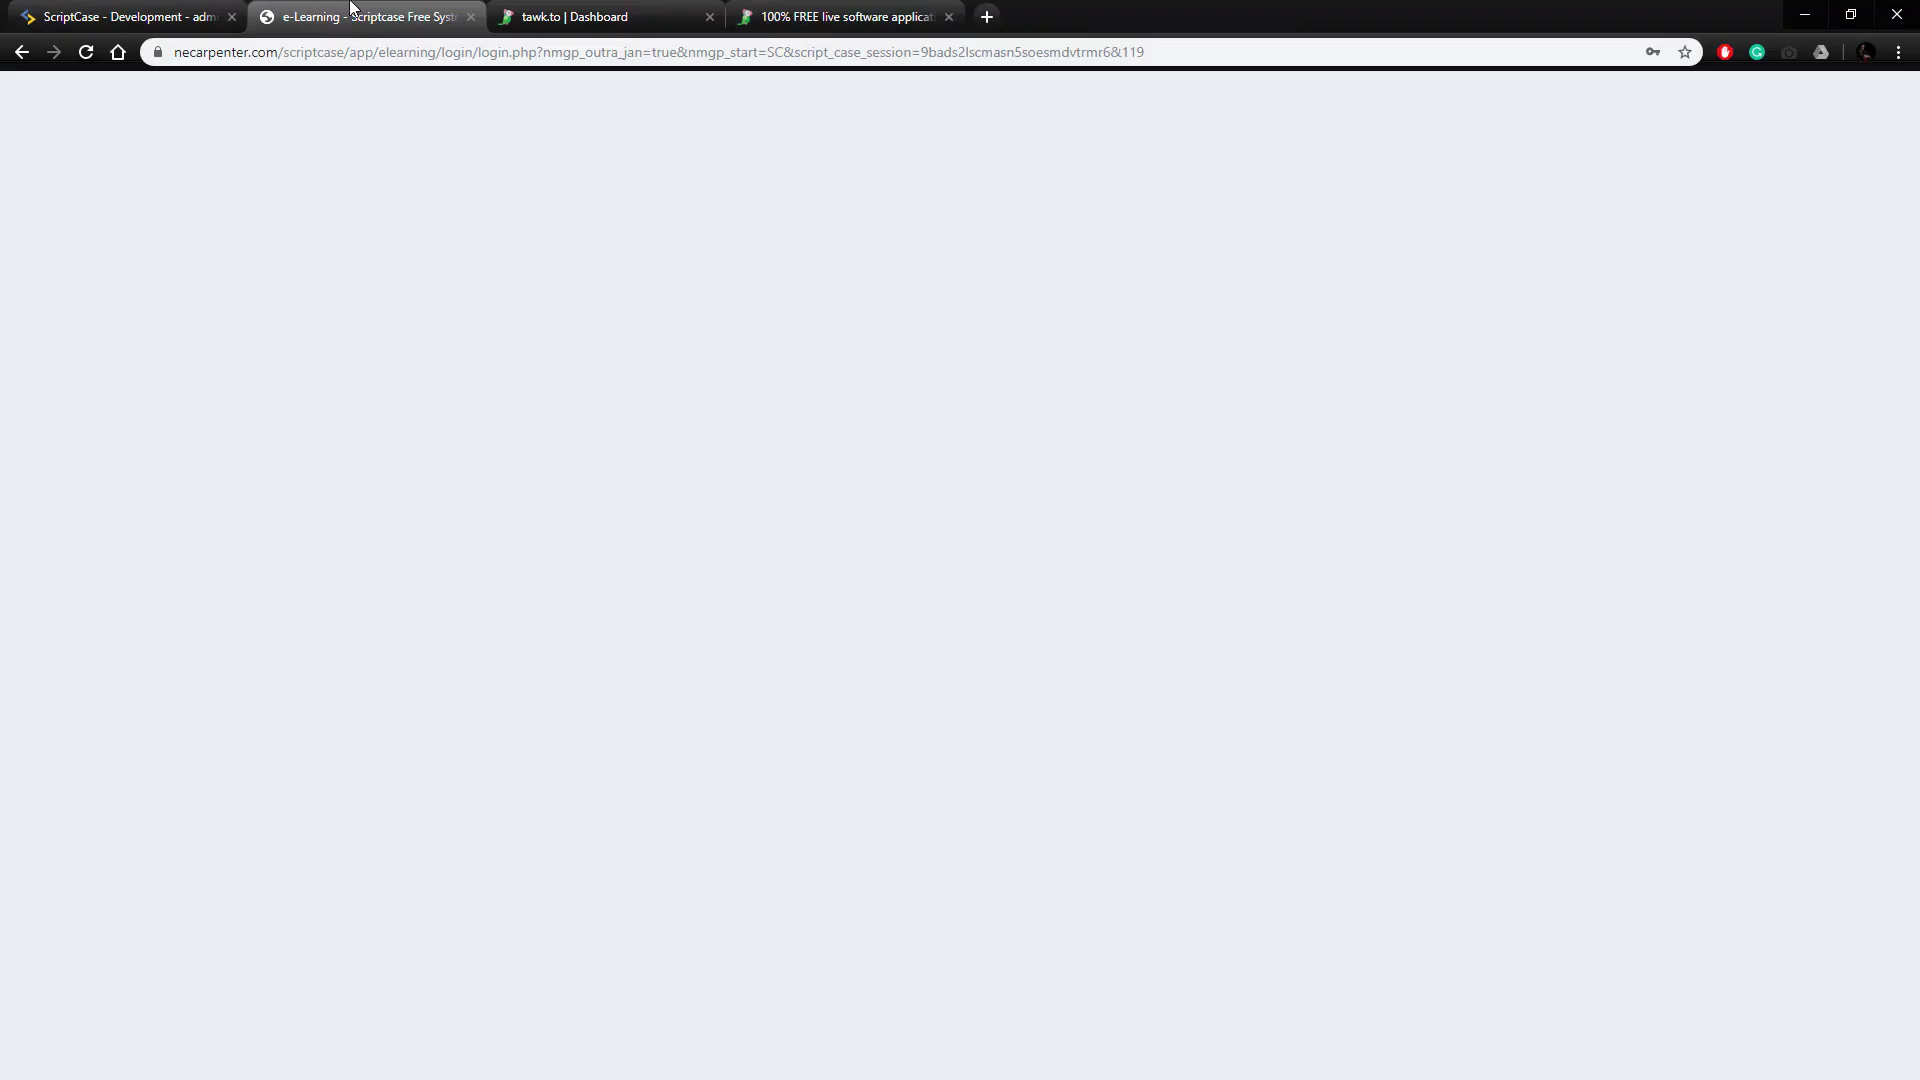 ScriptCase - Development - adm
e-Learning - Scriptcase Free Syst
tawk.to | Dashboard
100% FREE live software applicat
necarpenter.com/scriptcase/app/elearning/login/login.php?nmgp_outra_jan=true&nmgp_start=SC&script_case_session=9bads2lscmasn5soesmdvtrmr6&119